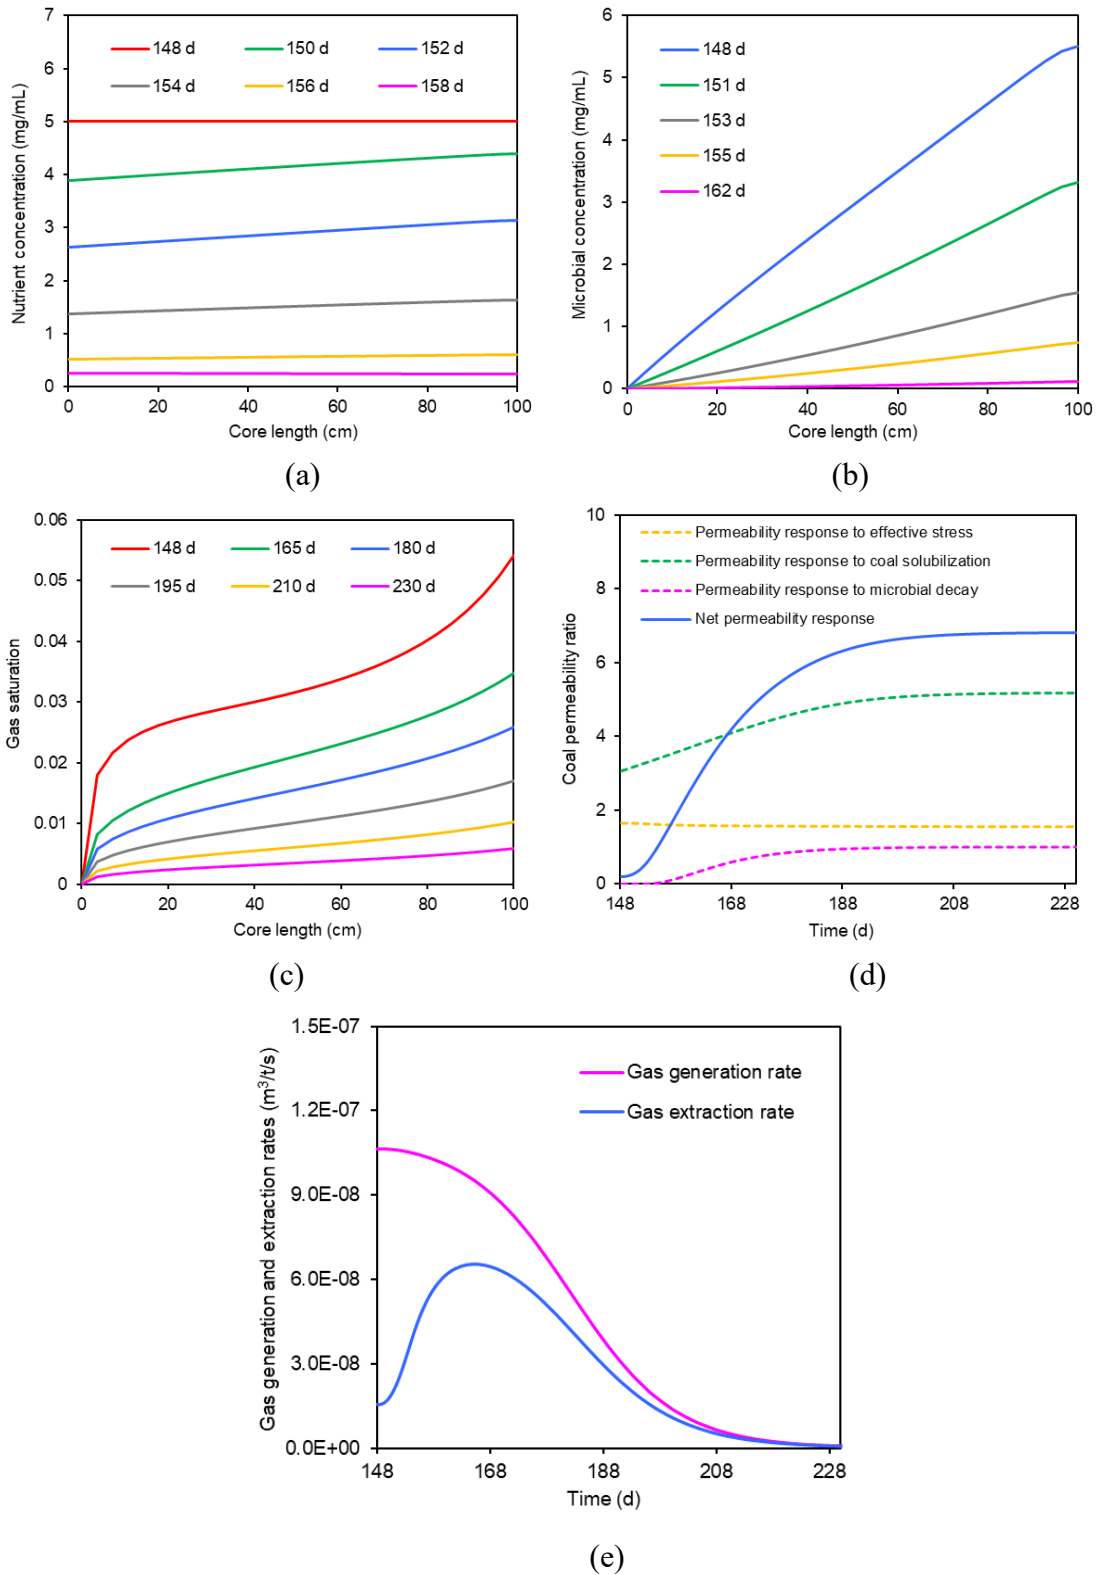 7
6
5
4
3
2
1
0
Nutrient concentration (mg/mL)
148 d 150 d 152 d
154 d 156 d 158 d
0 20 40 60 80 100
Core length (cm)
(a)
6
5
4
3
2
1
0
Microbial concentration (mg/mL)
148 d
151 d
153 d
155 d
162 d
0 20 40 60 80 100
Core length (cm)
(b)
0.06
0.05
0.04
0.03
0.02
0.01
0
Gas saturation
148 d 165 d 180 d
195 d 210 d 230 d
0 20 40 60 80 100
Core length (cm)
(c)
10
8
6
4
2
0
Coal permeability ratio
Permeability response to effective stress
Permeability response to coal solubilization
Permeability response to microbial decay
Net permeability response
148 168 188 208 228
Time (d)
(d)
1.5E-07
1.2E-07
9.0E-08
6.0E-08
3.0E-08
0.0E+00
Gas generation and extraction rates (m³/t/s)
Gas generation rate
Gas extraction rate
148 168 188 208 228
Time (d)
(e)